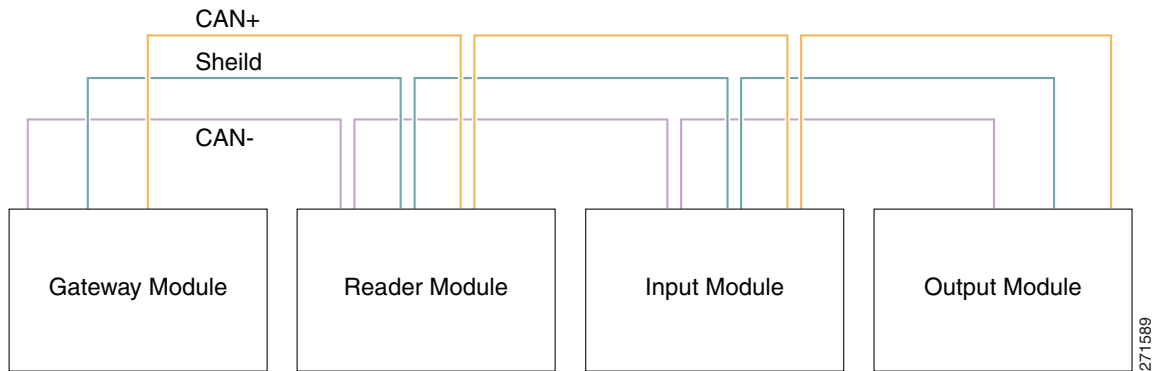 CAN+
Sheild
CAN-
Gateway Module
Reader Module
Input Module
Output Module
271589